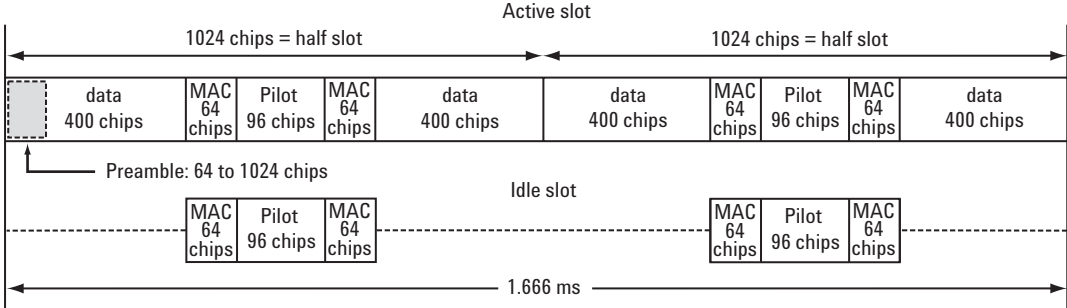 Active slot
1024 chips = half slot
1024 chips = half slot
data
400 chips
MAC
64
chips
Pilot
96 chips
MAC
64
chips
data
400 chips
data
400 chips
MAC
64
chips
Pilot
96 chips
MAC
64
chips
data
400 chips
Preamble: 64 to 1024 chips
Idle slot
MAC
64
chips
Pilot
96 chips
MAC
64
chips
MAC
64
chips
Pilot
96 chips
MAC
64
chips
1.666 ms